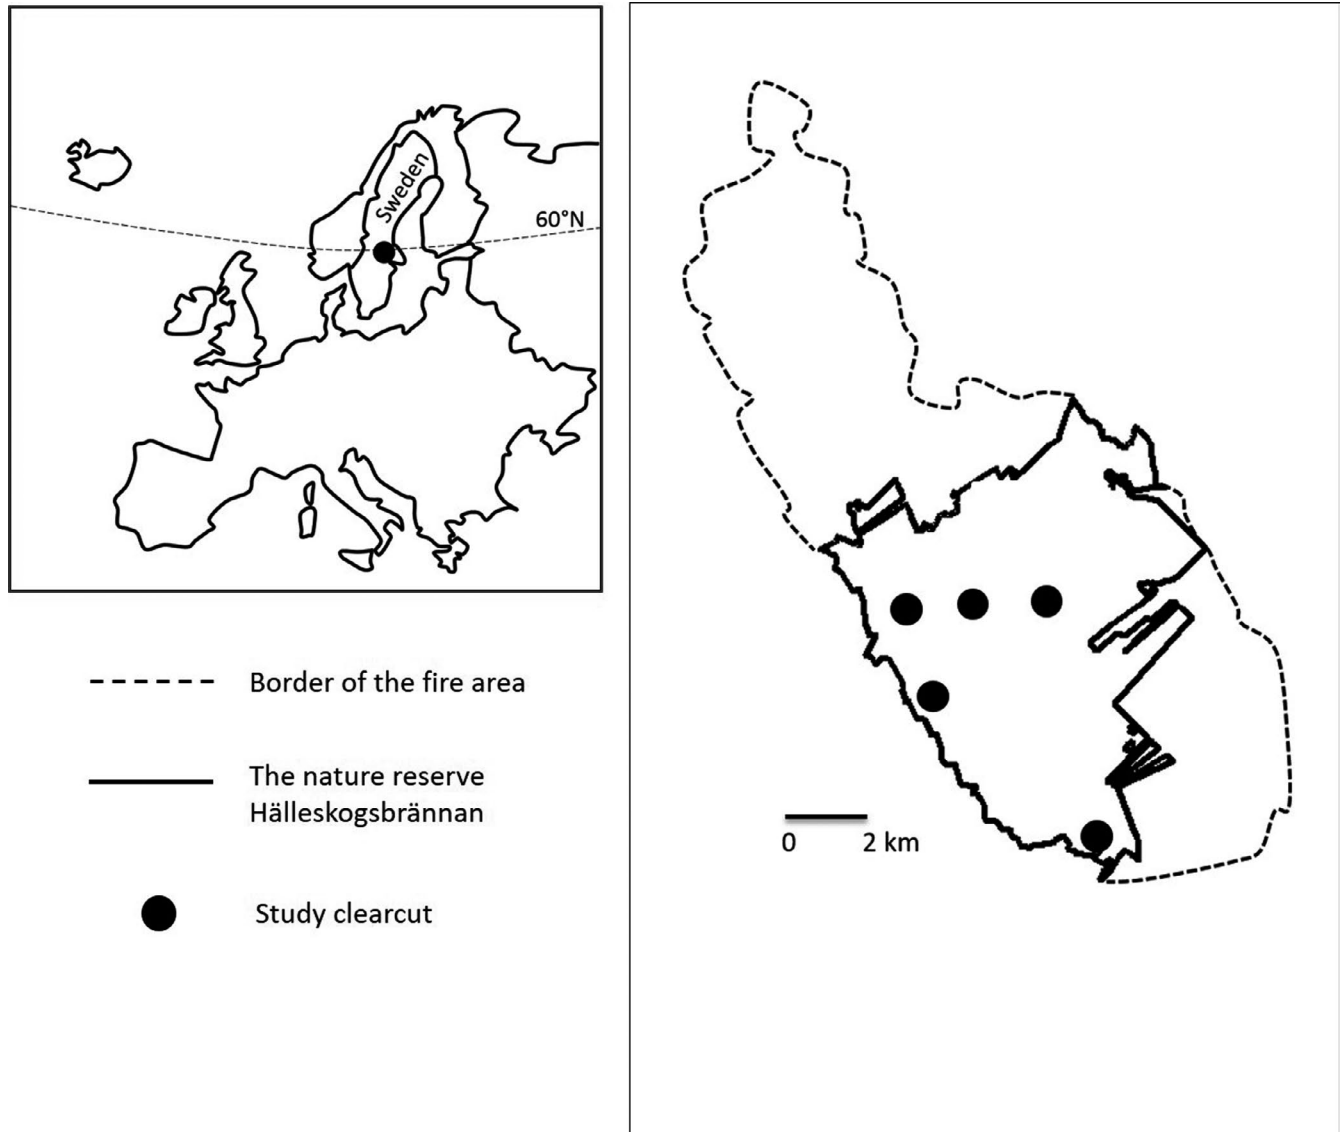 Sweden
60°N
Border of the fire area
The nature reserve
Hälleskogsbrännan
Study clearcut
0 2 km